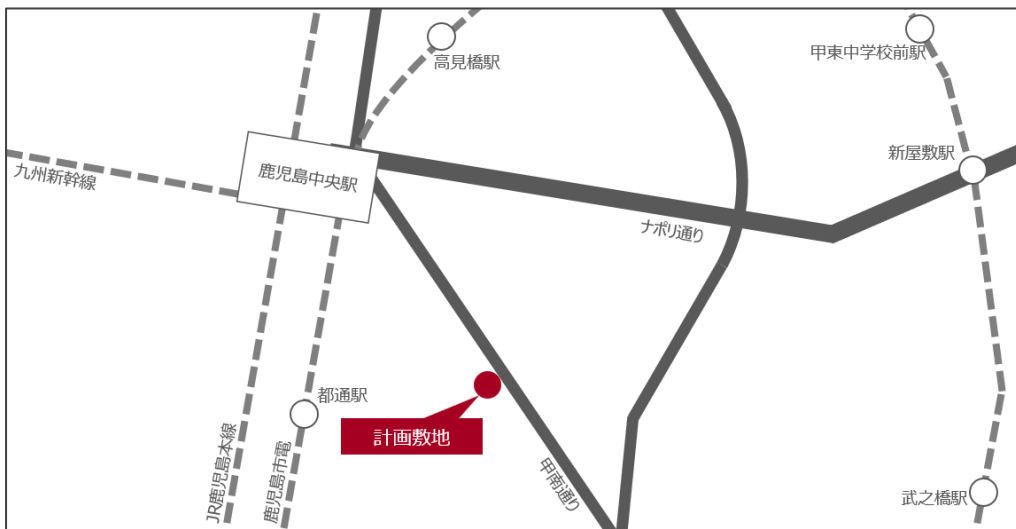 高見橋駅
甲東中学校前駅
新屋敷駅
鹿児島中央駅
九州新幹線
ナポリ通り
都通駅
計画敷地
JR鹿児島本線
鹿児島市電
甲南通り
武之橋駅